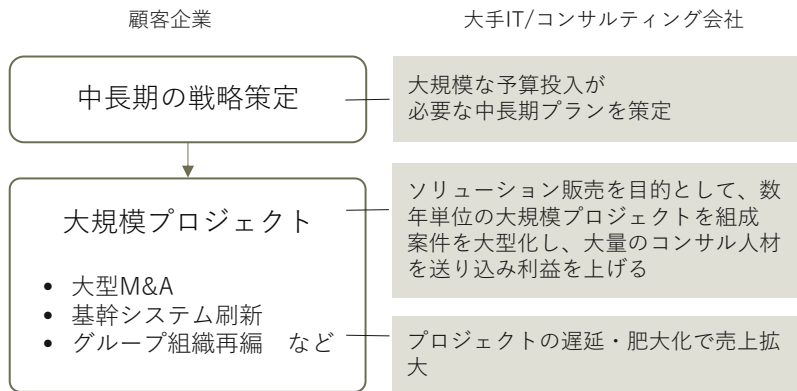 顧客企業
大手IT/コンサルティング会社
中長期の戦略策定
大規模な予算投入が
必要な中長期プランを策定
大規模プロジェクト
• 大型M&A
• 基幹システム刷新
• グループ組織再編　など
ソリューション販売を目的として、数
年単位の大規模プロジェクトを組成
案件を大型化し、大量のコンサル人材
を送り込み利益を上げる
プロジェクトの遅延・肥大化で売上拡
大